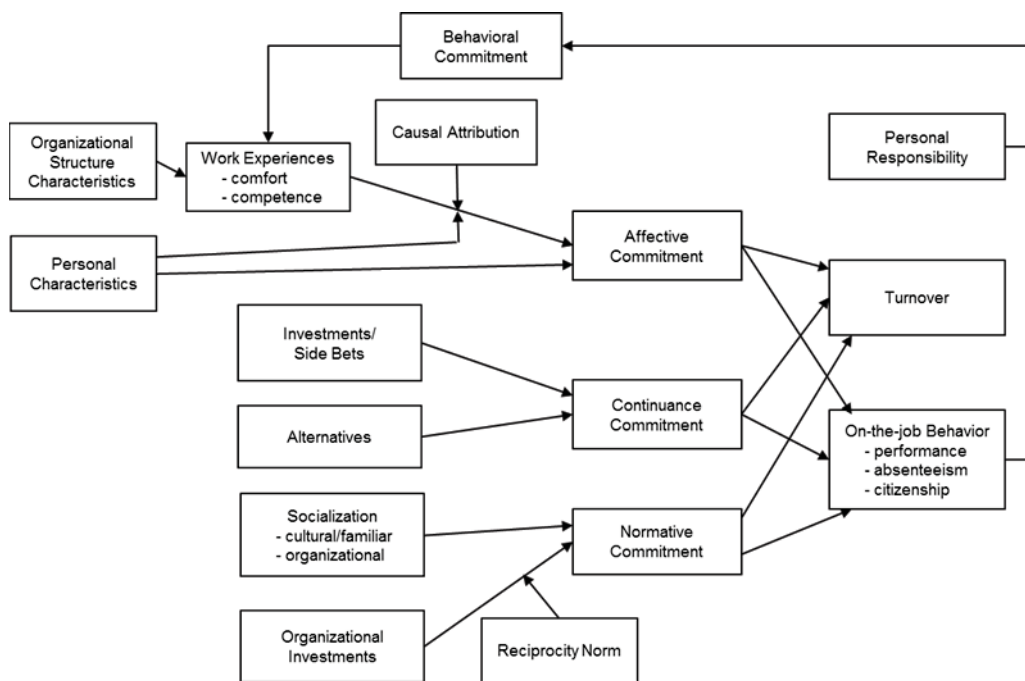 Behavioral
Commitment
Causal Attribution
Personal
Responsibility
Organizational
Structure
Characteristics
Work Experiences
- comfort
- competence
Personal
Characteristics
Affective
Commitment
Turnover
Investments/
Side Bets
Continuance
Commitment
Alternatives
On-the-job Behavior
- performance
- absenteeism
- citizenship
Socialization
- cultural/familiar
- organizational
Normative
Commitment
Organizational
Investments
Reciprocity Norm